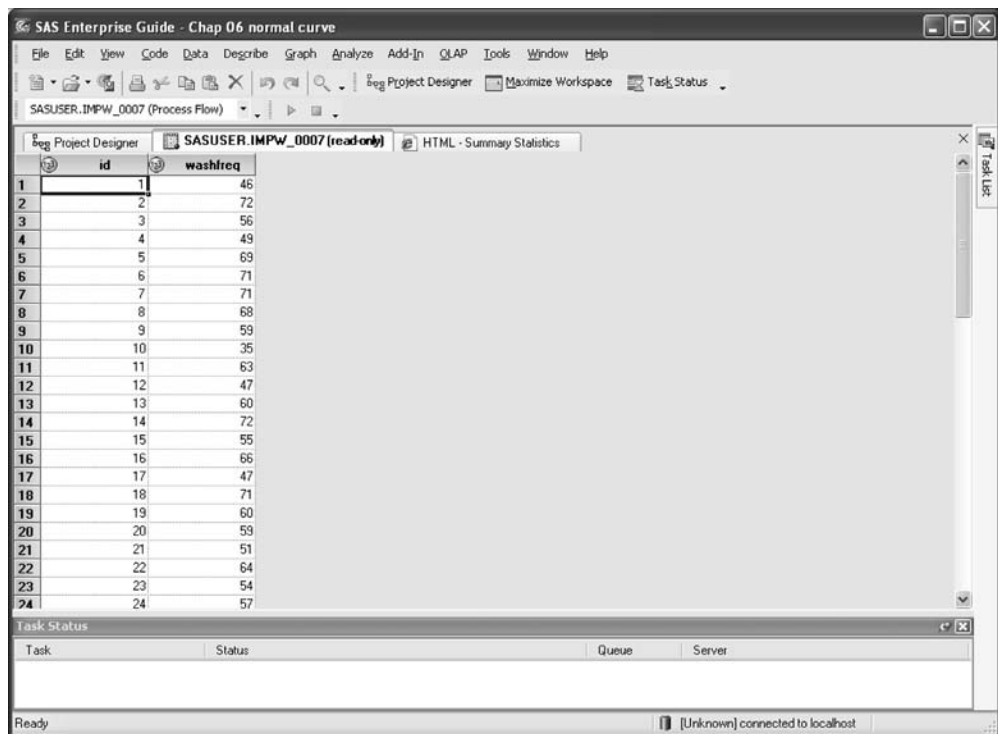 SAS Enterprise Guide - Chap 06 normal curve
File Edit View Code Data Describe Graph Analyze Add-In OLAP Tools Window Help
Project Designer Maximize Workspace Task Status
SASUSER.IMPW_0007 (Process Flow)
Project Designer SASUSER.IMPW_0007 (read-only) HTML - Summary Statistics
Task List
id washfreq
1 1 46
2 2 72
3 3 56
4 4 49
5 5 69
6 6 71
7 7 71
8 8 68
9 9 59
10 10 35
11 11 63
12 12 47
13 13 60
14 14 72
15 15 55
16 16 66
17 17 47
18 18 71
19 19 60
20 20 59
21 21 51
22 22 64
23 23 54
24 24 57
Task Status
Task Status Queue Server
Ready [Unknown] connected to localhost